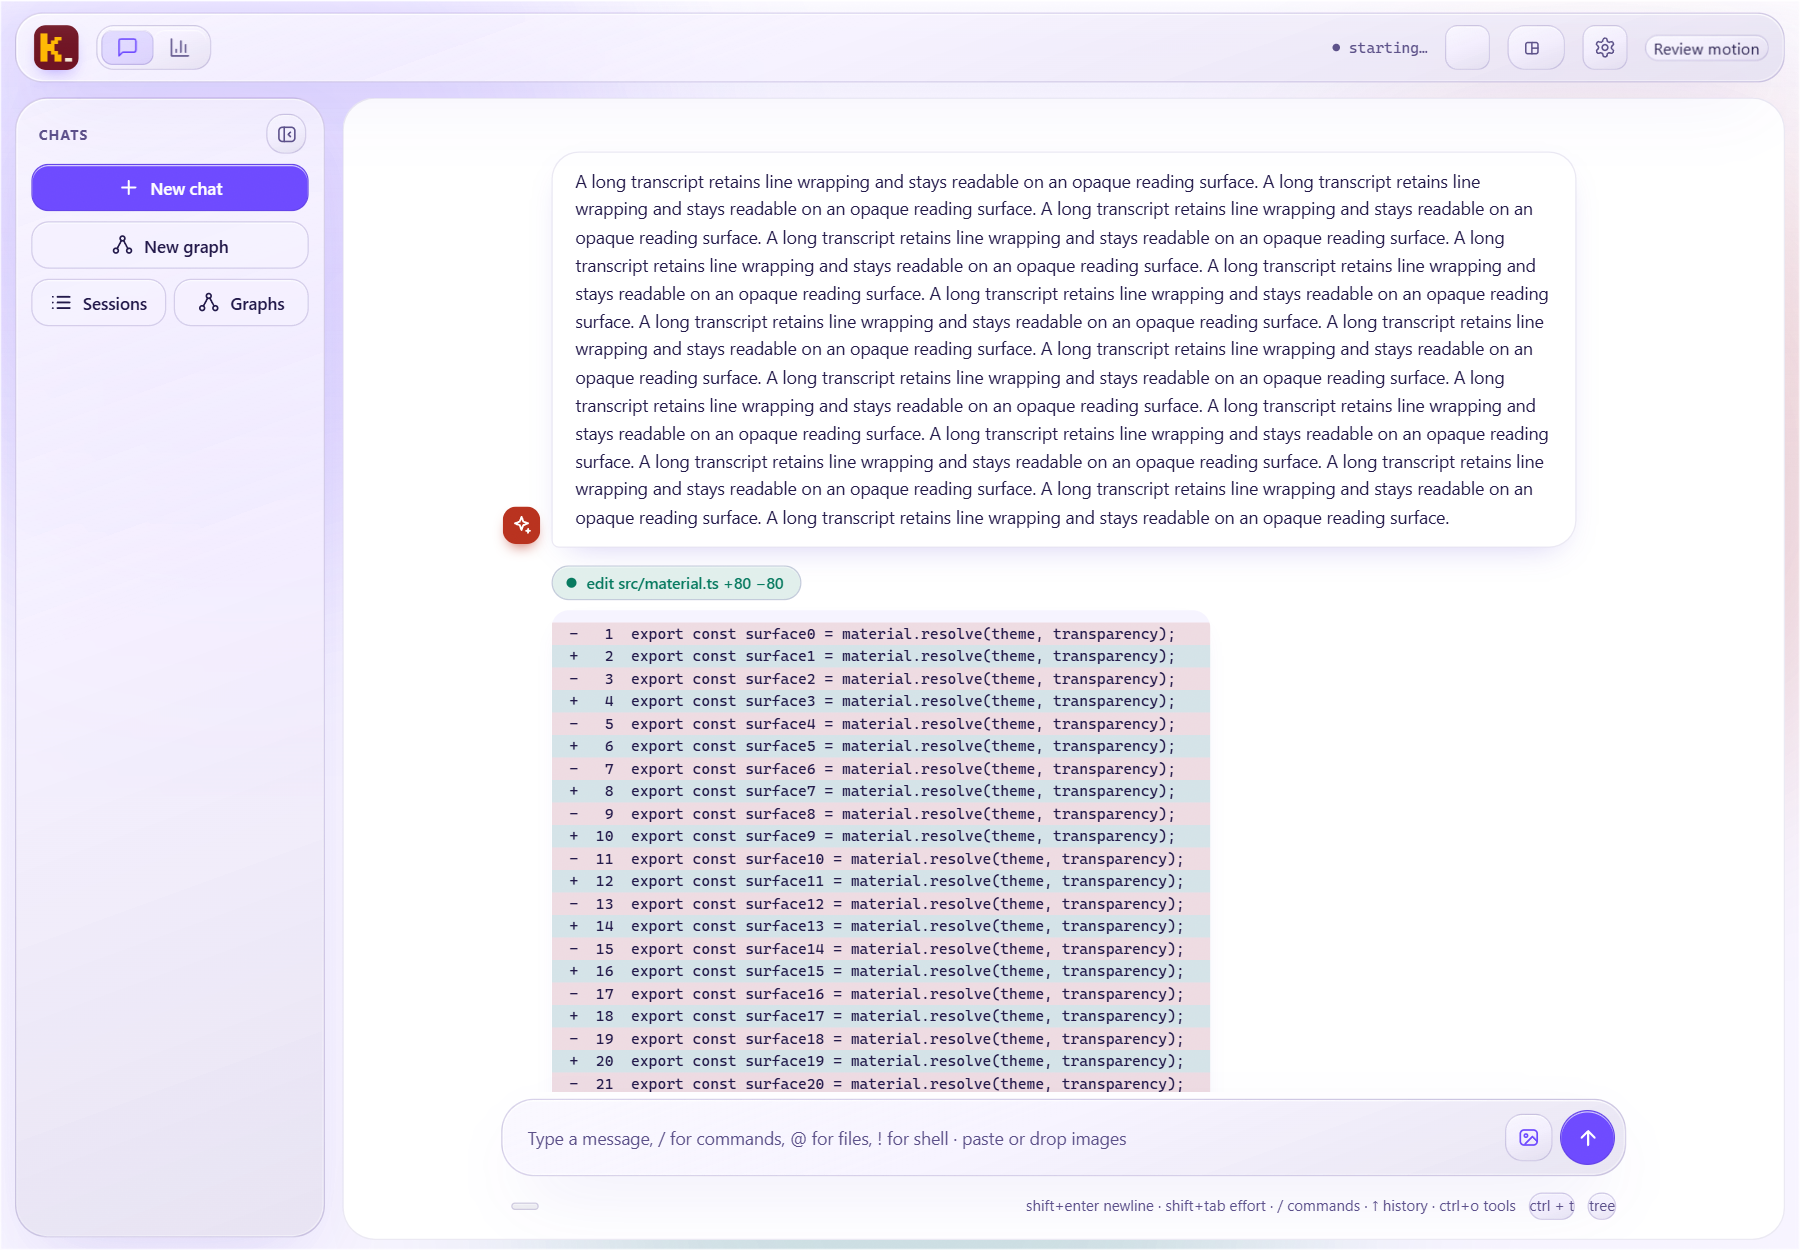 K.
starting…
Review motion
CHATS
New chat
New graph
Sessions
Graphs
A long transcript retains line wrapping and stays readable on an opaque reading surface. A long transcript retains line
wrapping and stays readable on an opaque reading surface. A long transcript retains line wrapping and stays readable on an
opaque reading surface. A long transcript retains line wrapping and stays readable on an opaque reading surface. A long
transcript retains line wrapping and stays readable on an opaque reading surface. A long transcript retains line wrapping and
stays readable on an opaque reading surface. A long transcript retains line wrapping and stays readable on an opaque reading
surface. A long transcript retains line wrapping and stays readable on an opaque reading surface. A long transcript retains line
wrapping and stays readable on an opaque reading surface. A long transcript retains line wrapping and stays readable on an
opaque reading surface. A long transcript retains line wrapping and stays readable on an opaque reading surface. A long
transcript retains line wrapping and stays readable on an opaque reading surface. A long transcript retains line wrapping and
stays readable on an opaque reading surface. A long transcript retains line wrapping and stays readable on an opaque reading
surface. A long transcript retains line wrapping and stays readable on an opaque reading surface. A long transcript retains line
wrapping and stays readable on an opaque reading surface. A long transcript retains line wrapping and stays readable on an
opaque reading surface. A long transcript retains line wrapping and stays readable on an opaque reading surface.
edit src/material.ts +80 −80
− 1 export const surface0 = material.resolve(theme, transparency);
+ 2 export const surface1 = material.resolve(theme, transparency);
− 3 export const surface2 = material.resolve(theme, transparency);
+ 4 export const surface3 = material.resolve(theme, transparency);
− 5 export const surface4 = material.resolve(theme, transparency);
+ 6 export const surface5 = material.resolve(theme, transparency);
− 7 export const surface6 = material.resolve(theme, transparency);
+ 8 export const surface7 = material.resolve(theme, transparency);
− 9 export const surface8 = material.resolve(theme, transparency);
+ 10 export const surface9 = material.resolve(theme, transparency);
− 11 export const surface10 = material.resolve(theme, transparency);
+ 12 export const surface11 = material.resolve(theme, transparency);
− 13 export const surface12 = material.resolve(theme, transparency);
+ 14 export const surface13 = material.resolve(theme, transparency);
− 15 export const surface14 = material.resolve(theme, transparency);
+ 16 export const surface15 = material.resolve(theme, transparency);
− 17 export const surface16 = material.resolve(theme, transparency);
+ 18 export const surface17 = material.resolve(theme, transparency);
− 19 export const surface18 = material.resolve(theme, transparency);
+ 20 export const surface19 = material.resolve(theme, transparency);
− 21 export const surface20 = material.resolve(theme, transparency);
Type a message, / for commands, @ for files, ! for shell · paste or drop images
shift+enter newline · shift+tab effort · / commands · ↑ history · ctrl+o tools ctrl + t tree